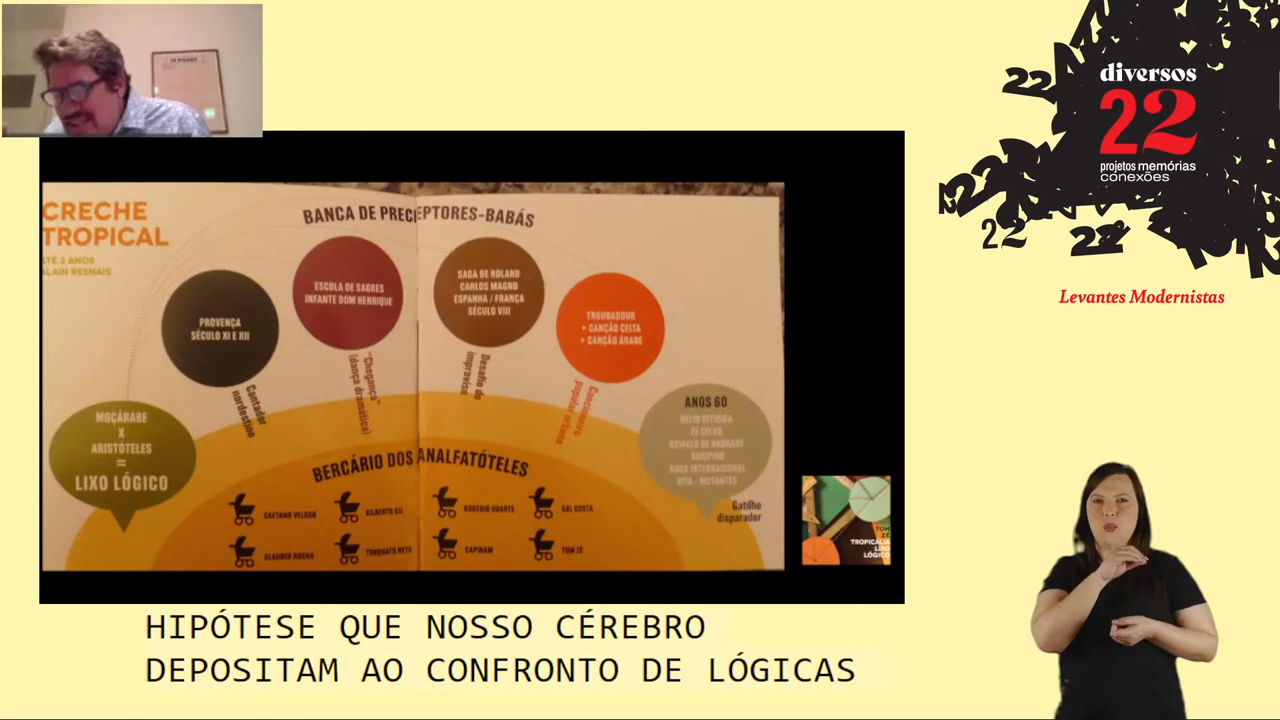 diversos
22
projetos memórias
conexões
Levantes Modernistas
CRECHE
TROPICAL
ATÉ 2 ANOS
ALAIN RESNAIS
BANCA DE PRECEPTORES-BABÁS
PROVENÇA
SÉCULO XI E XII
ESCOLA DE SAGRES
INFANTE DOM HENRIQUE
SAGA DE ROLAND
CARLOS MAGNO
ESPANHA / FRANÇA
SÉCULO VIII
TROUBADOUR
+ CANÇÃO CELTA
+ CANÇÃO ÁRABE
Cantador
nordestino
"Chegança"
(dança dramática)
Desafio do
improviso
Cancioneiro
popular urbano
MOÇÁRABE
X
ARISTÓTELES
=
LIXO LÓGICO
ANOS 60
HÉLIO OITICICA
ZÉ CELSO
OSWALD DE ANDRADE
AGRIPINO
ROCK INTERNACIONAL
RITA - MUTANTES
Gatilho
disparador
BERCÁRIO DOS ANALFATÓTELES
CAETANO VELOSO
GILBERTO GIL
ROGÉRIO DUARTE
GAL COSTA
GLAUBER ROCHA
TORQUATO NETO
CAPINAM
TOM ZÉ
TOM
ZÉ
TROPICÁLIA
LIXO
LÓGICO
HIPÓTESE QUE NOSSO CÉREBRO
DEPOSITAM AO CONFRONTO DE LÓGICAS